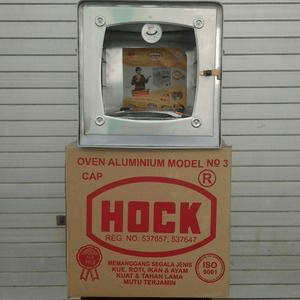 OVEN ALUMINIUM MODEL Nº 3
CAP
®
HOCK
REG. NO. 537657, 537647
MEMANGGANG SEGALA JENIS
KUE, ROTI, IKAN & AYAM
KUAT & TAHAN LAMA
MUTU TERJAMIN
ISO
9001